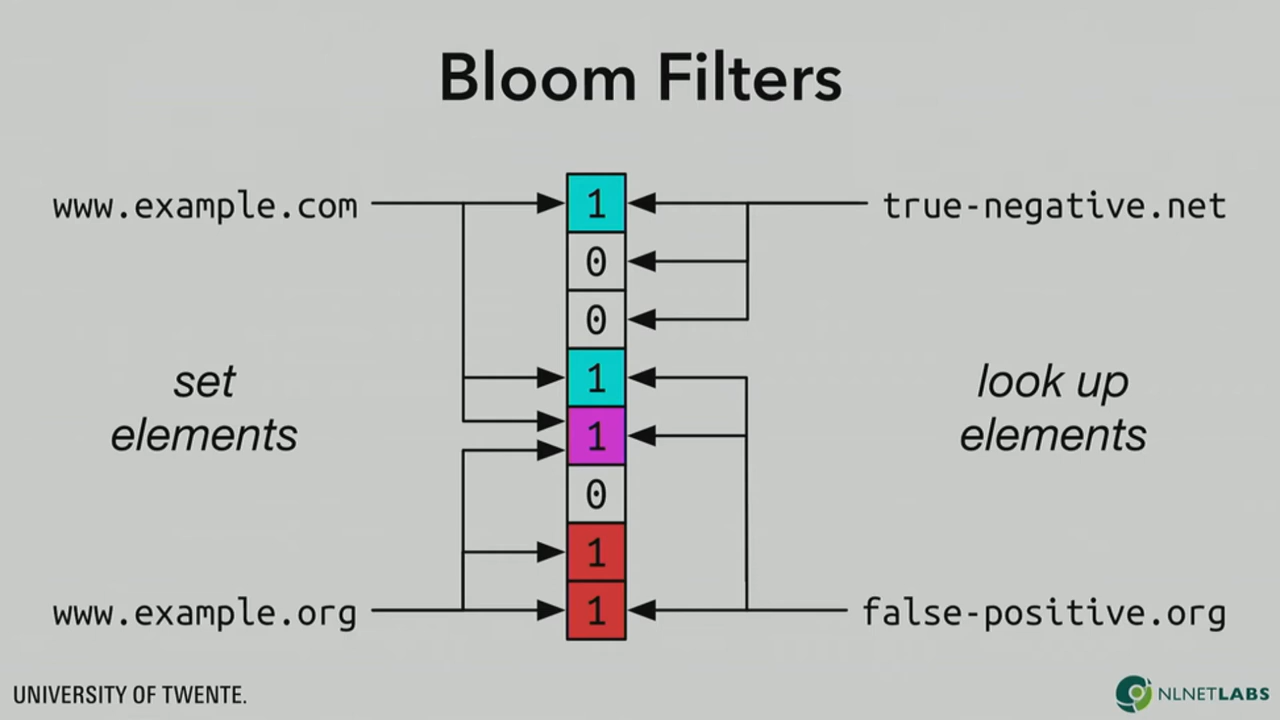 Bloom Filters
www.example.com
1
true-negative.net
0
0
set
elements
1
1
look up
elements
0
1
www.example.org
1
false-positive.org
UNIVERSITY OF TWENTE.
NLNETLABS